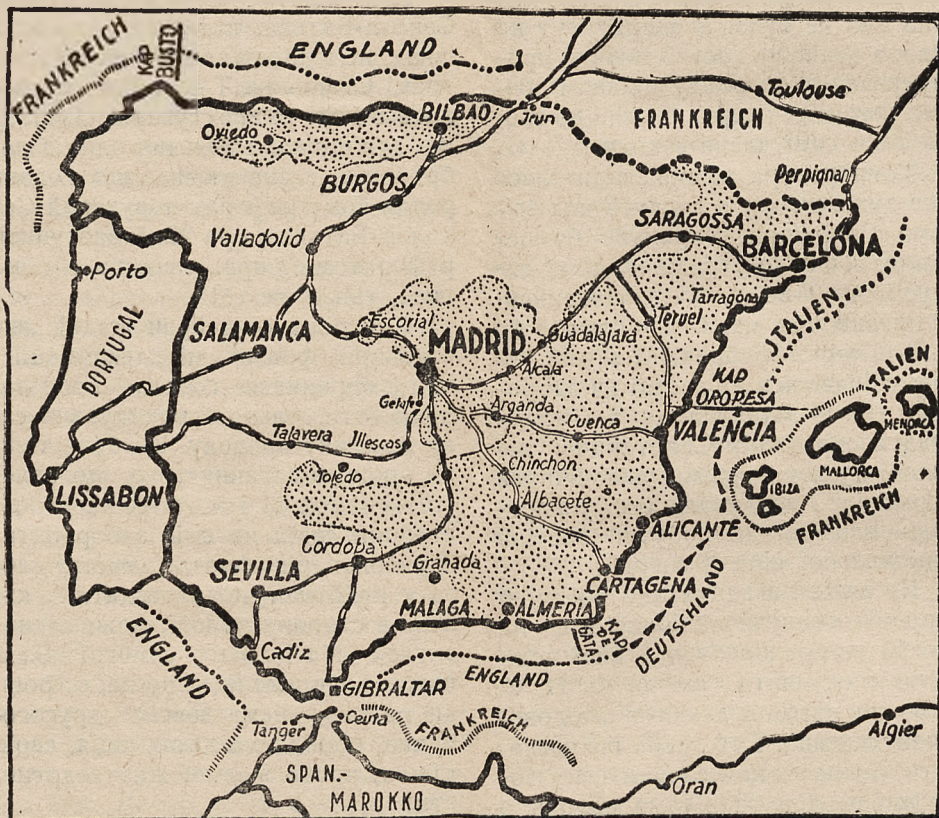 FRANKREICH
KAP
BUSTO
ENGLAND
Oviedo
BILBAO
Jrun
FRANKREICH
Toulouse
Perpignan
BURGOS
Valladolid
SARAGOSSA
BARCELONA
Porto
PORTUGAL
SALAMANCA
Escorial
MADRID
Guadalajara
Teruel
Tarragona
JTALIEN
Alcala
Getafe
Arganda
Cuenca
KAP
OROPESA
VALENCIA
JTALIEN
MENORCA
MALLORCA
IBIZA
FRANKREICH
Talavera
Jllescas
Toledo
Chinchon
Albacete
LISSABON
ALICANTE
Cordoba
Granada
SEVILLA
CARTAGENA
MALAGA
ALMERIA
KAP
DE
GATA
DEUTSCHLAND
ENGLAND
Cadiz
ENGLAND
GIBRALTAR
Tanger
Ceuta
FRANKREICH
Algier
SPAN.-
MAROKKO
Oran